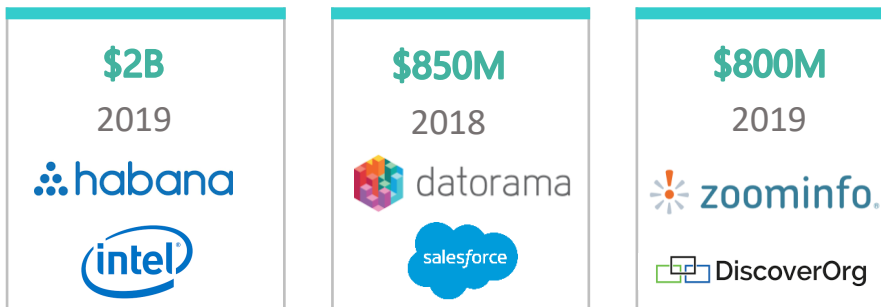 $2B
2019
habana
intel
$850M
2018
datorama
salesforce
$800M
2019
zoominfo
DiscoverOrg